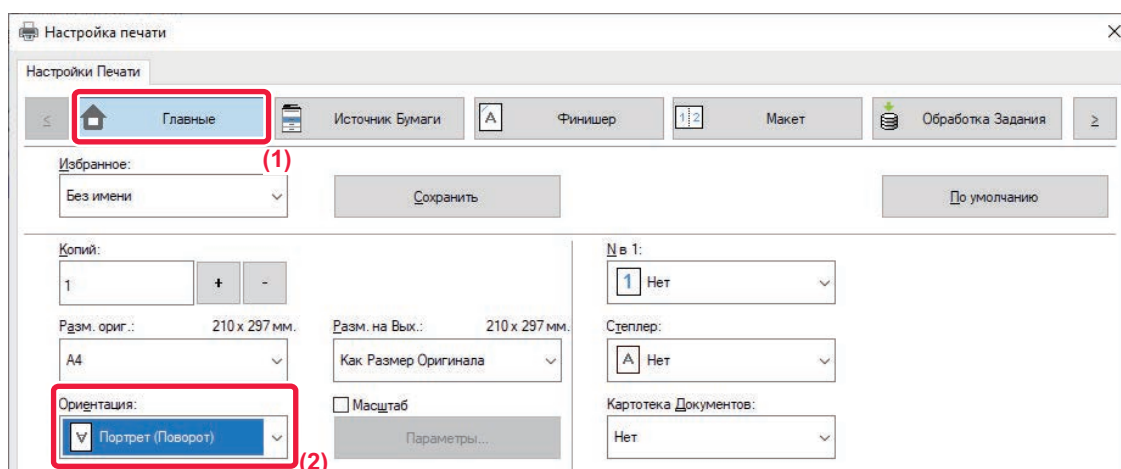 Настройка печати
Настройки Печати
< Главные Источник Бумаги A Финишер 1 2 Макет Обработка Задания >
(1)
Избранное:
Без имени Сохранить По умолчанию
Копий: N в 1:
1 + - 1 Нет
Разм. ориг.: 210 x 297 мм. Разм. на Вых.: 210 x 297 мм. Степлер:
A4 Как Размер Оригинала A Нет
Ориентация: Масштаб Картотека Документов:
A Портрет (Поворот) Параметры... Нет
(2)